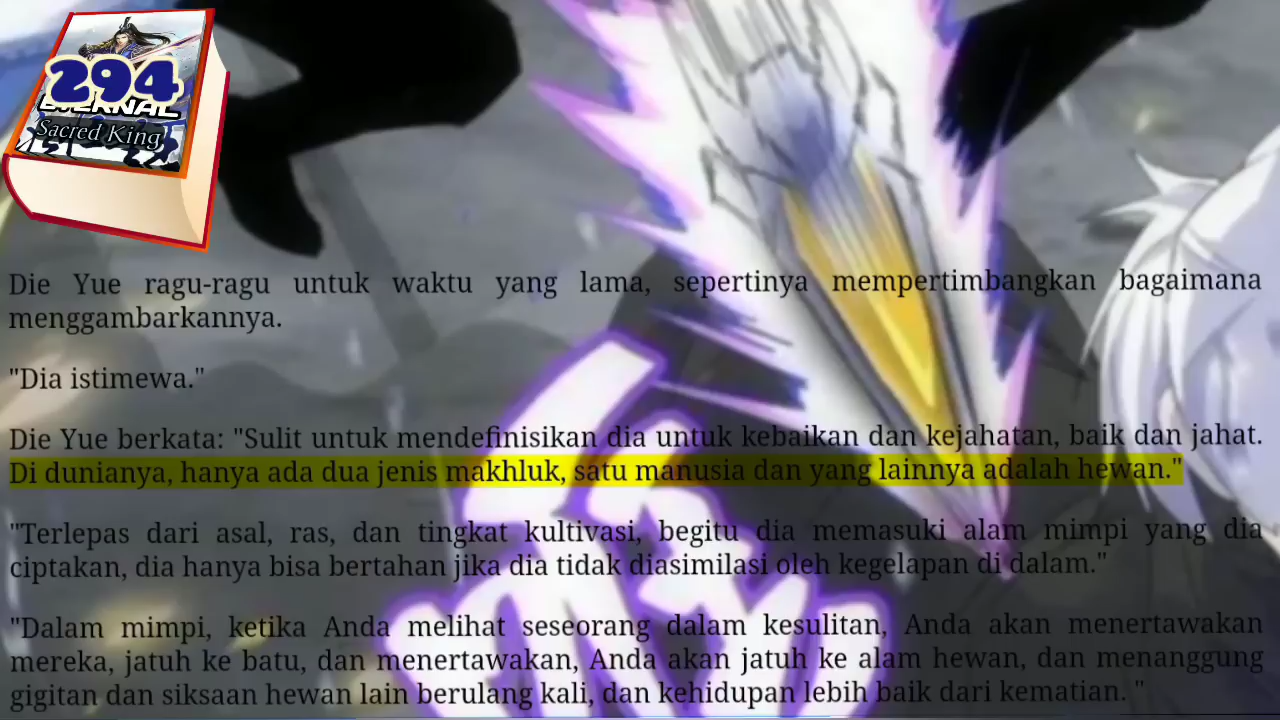 294
ETERNAL
Sacred King
Die Yue ragu-ragu untuk waktu yang lama, sepertinya mempertimbangkan bagaimana
menggambarkannya.
"Dia istimewa."
Die Yue berkata: "Sulit untuk mendefinisikan dia untuk kebaikan dan kejahatan, baik dan jahat.
Di dunianya, hanya ada dua jenis makhluk, satu manusia dan yang lainnya adalah hewan."
"Terlepas dari asal, ras, dan tingkat kultivasi, begitu dia memasuki alam mimpi yang dia
ciptakan, dia hanya bisa bertahan jika dia tidak diasimilasi oleh kegelapan di dalam."
"Dalam mimpi, ketika Anda melihat seseorang dalam kesulitan, Anda akan menertawakan
mereka, jatuh ke batu, dan menertawakan, Anda akan jatuh ke alam hewan, dan menanggung
gigitan dan siksaan hewan lain berulang kali, dan kehidupan lebih baik dari kematian. "